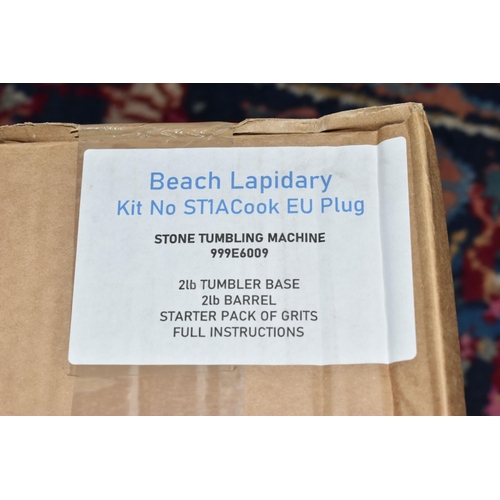 Beach Lapidary
Kit No ST1ACook EU Plug
STONE TUMBLING MACHINE
999E6009
2lb TUMBLER BASE
2lb BARREL
STARTER PACK OF GRITS
FULL INSTRUCTIONS